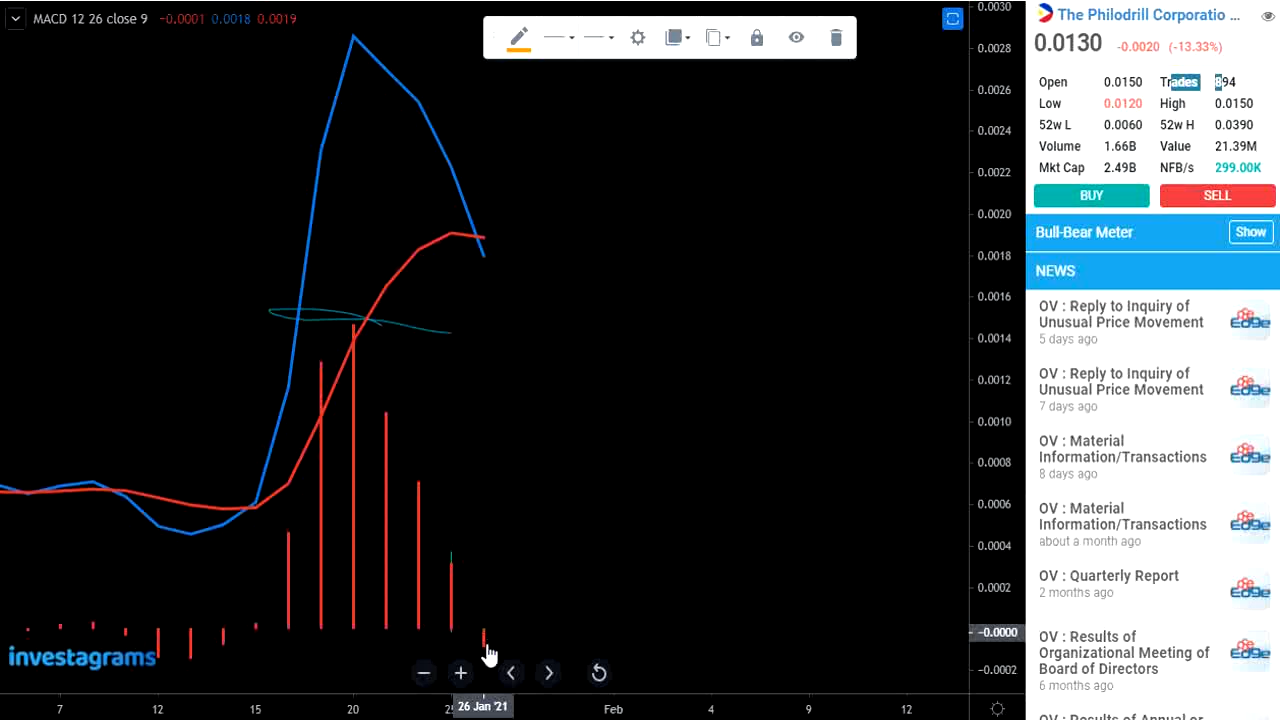 MACD 12 26 close 9 −0.0001 0.0018 0.0019
0.0030
0.0028
0.0026
0.0024
0.0022
0.0020
0.0018
0.0016
0.0014
0.0012
0.0010
0.0008
0.0006
0.0004
0.0002
−0.0000
−0.0002
investagrams
7 12 15 20 26 Jan '21 Feb 4 9 12
The Philodrill Corporatio ...
0.0130 -0.0020 (-13.33%)
Open 0.0150 Trades 894
Low 0.0120 High 0.0150
52w L 0.0060 52w H 0.0390
Volume 1.66B Value 21.39M
Mkt Cap 2.49B NFB/s 299.00K
BUY SELL
Bull-Bear Meter Show
NEWS
OV : Reply to Inquiry of
Unusual Price Movement
5 days ago
OV : Reply to Inquiry of
Unusual Price Movement
7 days ago
OV : Material
Information/Transactions
8 days ago
OV : Material
Information/Transactions
about a month ago
OV : Quarterly Report
2 months ago
OV : Results of
Organizational Meeting of
Board of Directors
6 months ago
OV : Results of Annual or